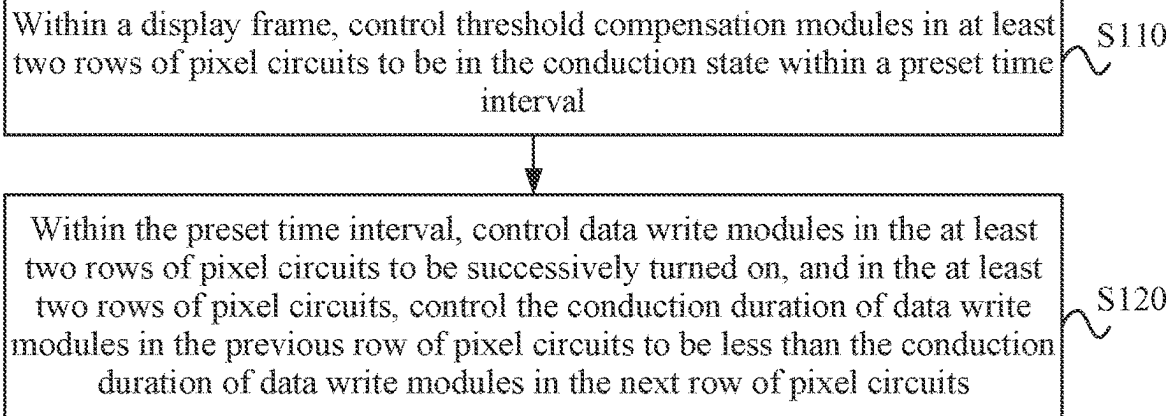 Within a display frame, control threshold compensation modules in at least
two rows of pixel circuits to be in the conduction state within a preset time
interval
S110
Within the preset time interval, control data write modules in the at least
two rows of pixel circuits to be successively turned on, and in the at least
two rows of pixel circuits, control the conduction duration of data write
modules in the previous row of pixel circuits to be less than the conduction
duration of data write modules in the next row of pixel circuits
S120